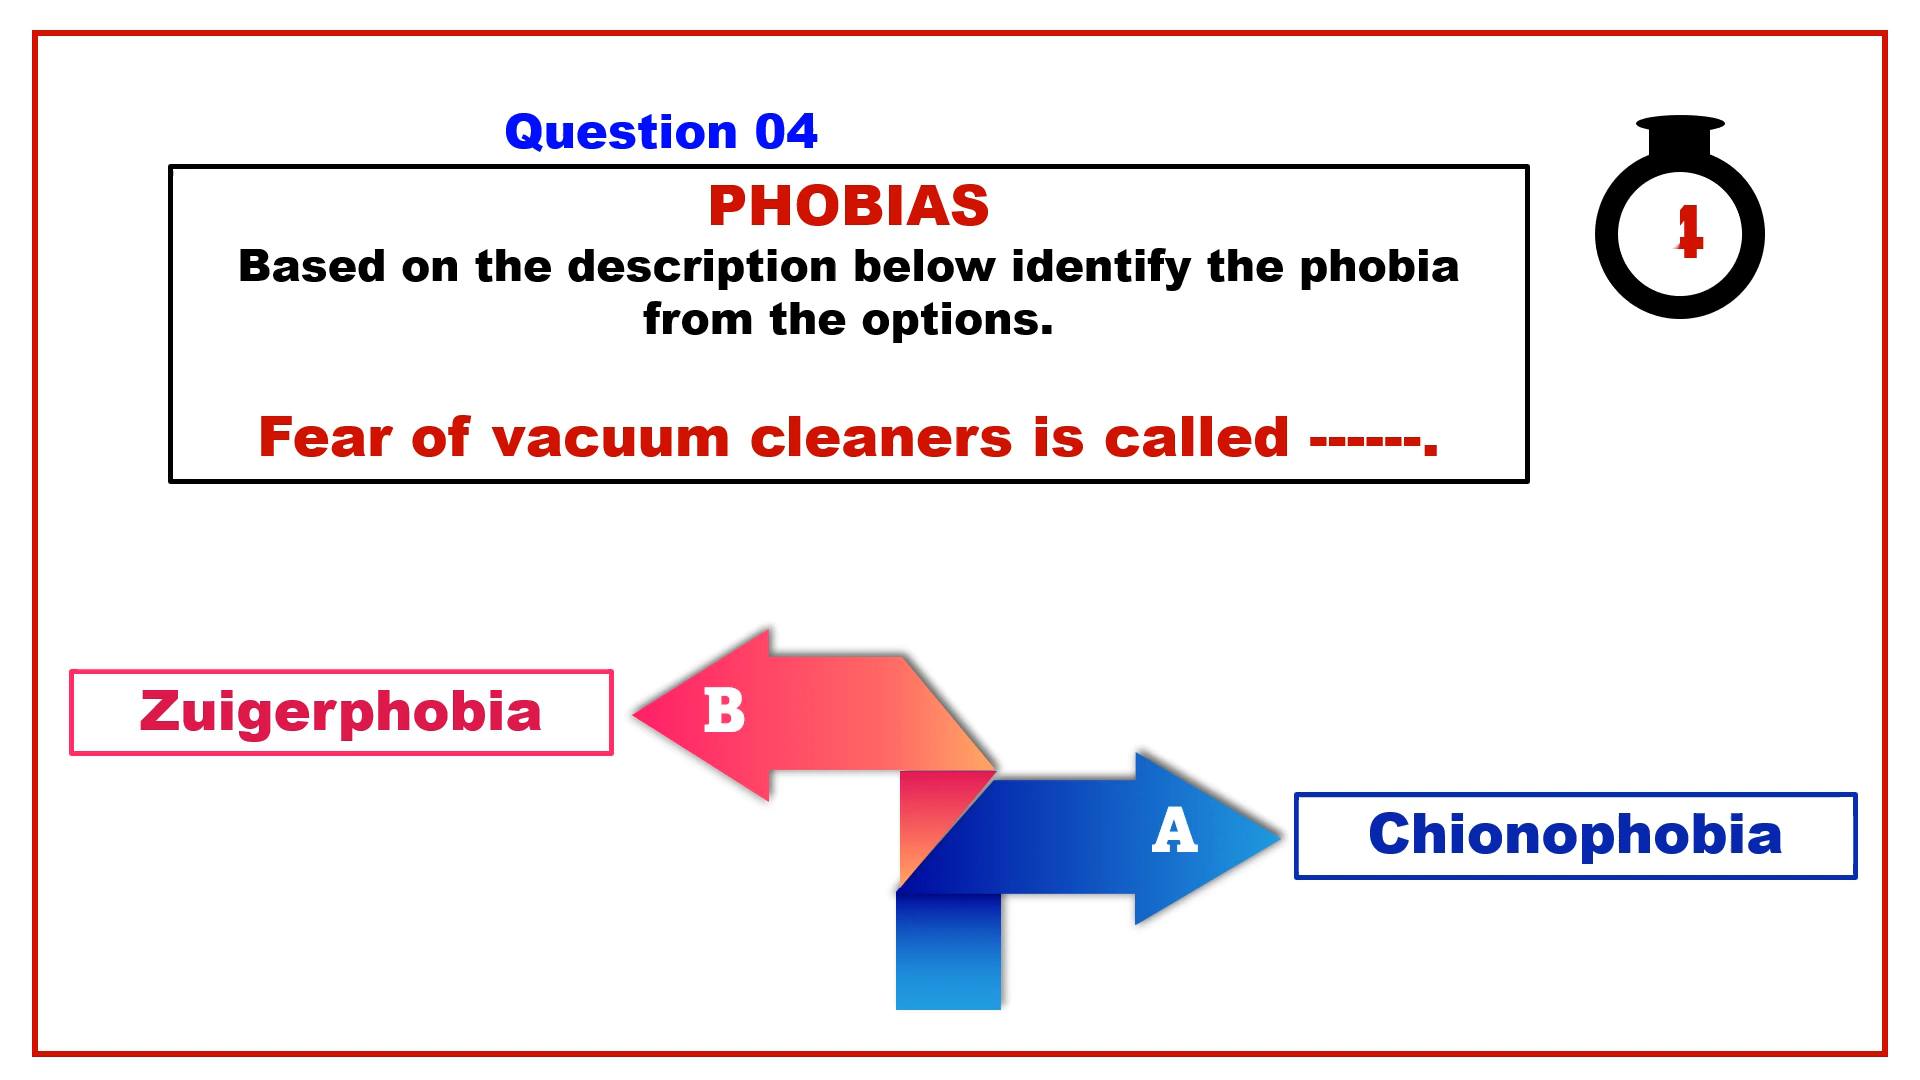 Question 04
PHOBIAS
Based on the description below identify the phobia
from the options.
Fear of vacuum cleaners is called ------.
B
Zuigerphobia
A
Chionophobia